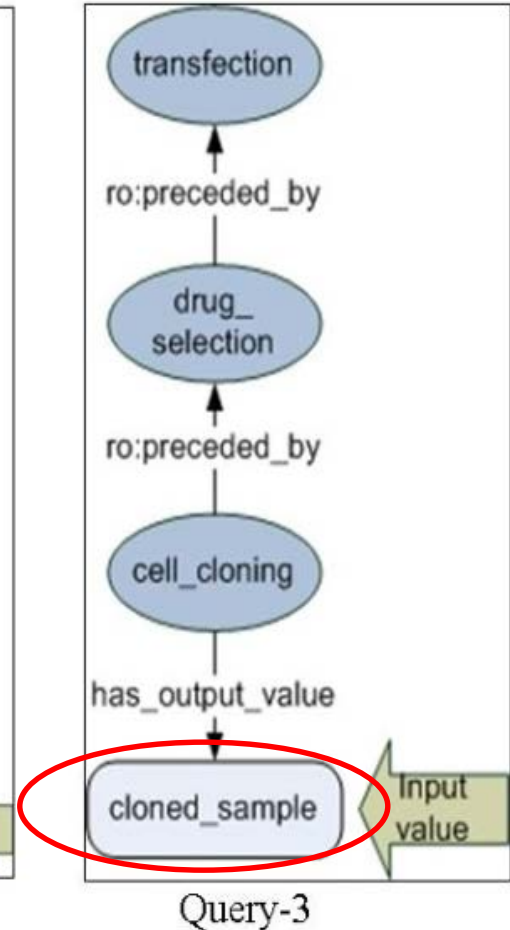 transfection
ro:preceded_by
drug_
selection
ro:preceded_by
cell_cloning
has_output_value
cloned_sample
Input
value
Query-3